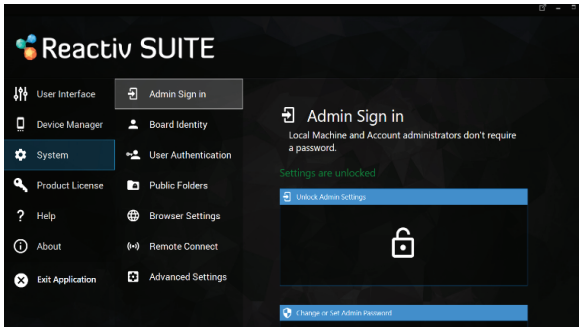 Reactiv SUITE
User Interface
Device Manager
System
Product License
Help
About
Exit Application
Admin Sign in
Board Identity
User Authentication
Public Folders
Browser Settings
Remote Connect
Advanced Settings
Admin Sign in
Local Machine and Account administrators don't require
a password.
Settings are unlocked
Unlock Admin Settings
Change or Set Admin Password